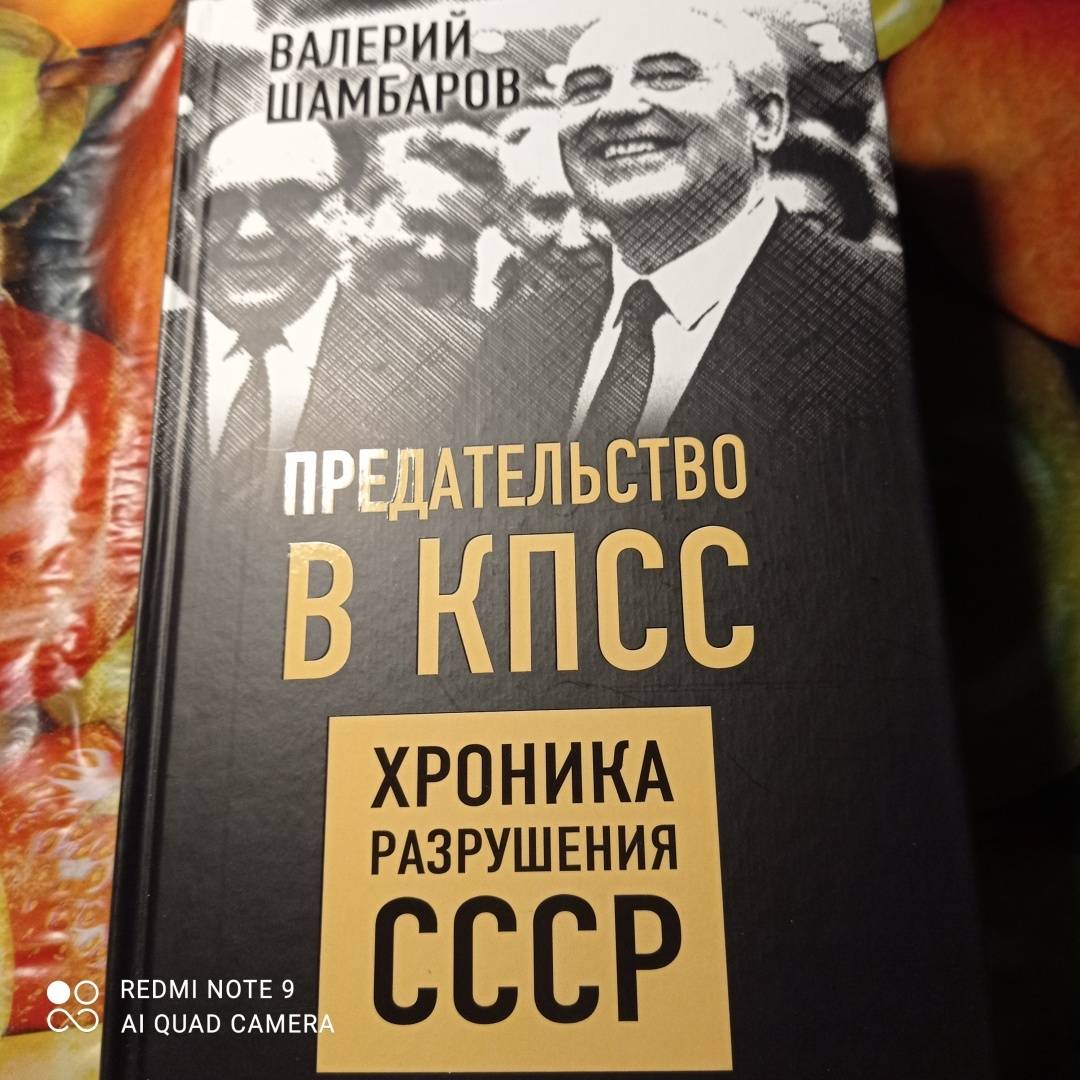 ВАЛЕРИЙ
ШАМБАРОВ
ПРЕДАТЕЛЬСТВО
В КПСС
ХРОНИКА
РАЗРУШЕНИЯ
СССР
REDMI NOTE 9
AI QUAD CAMERA